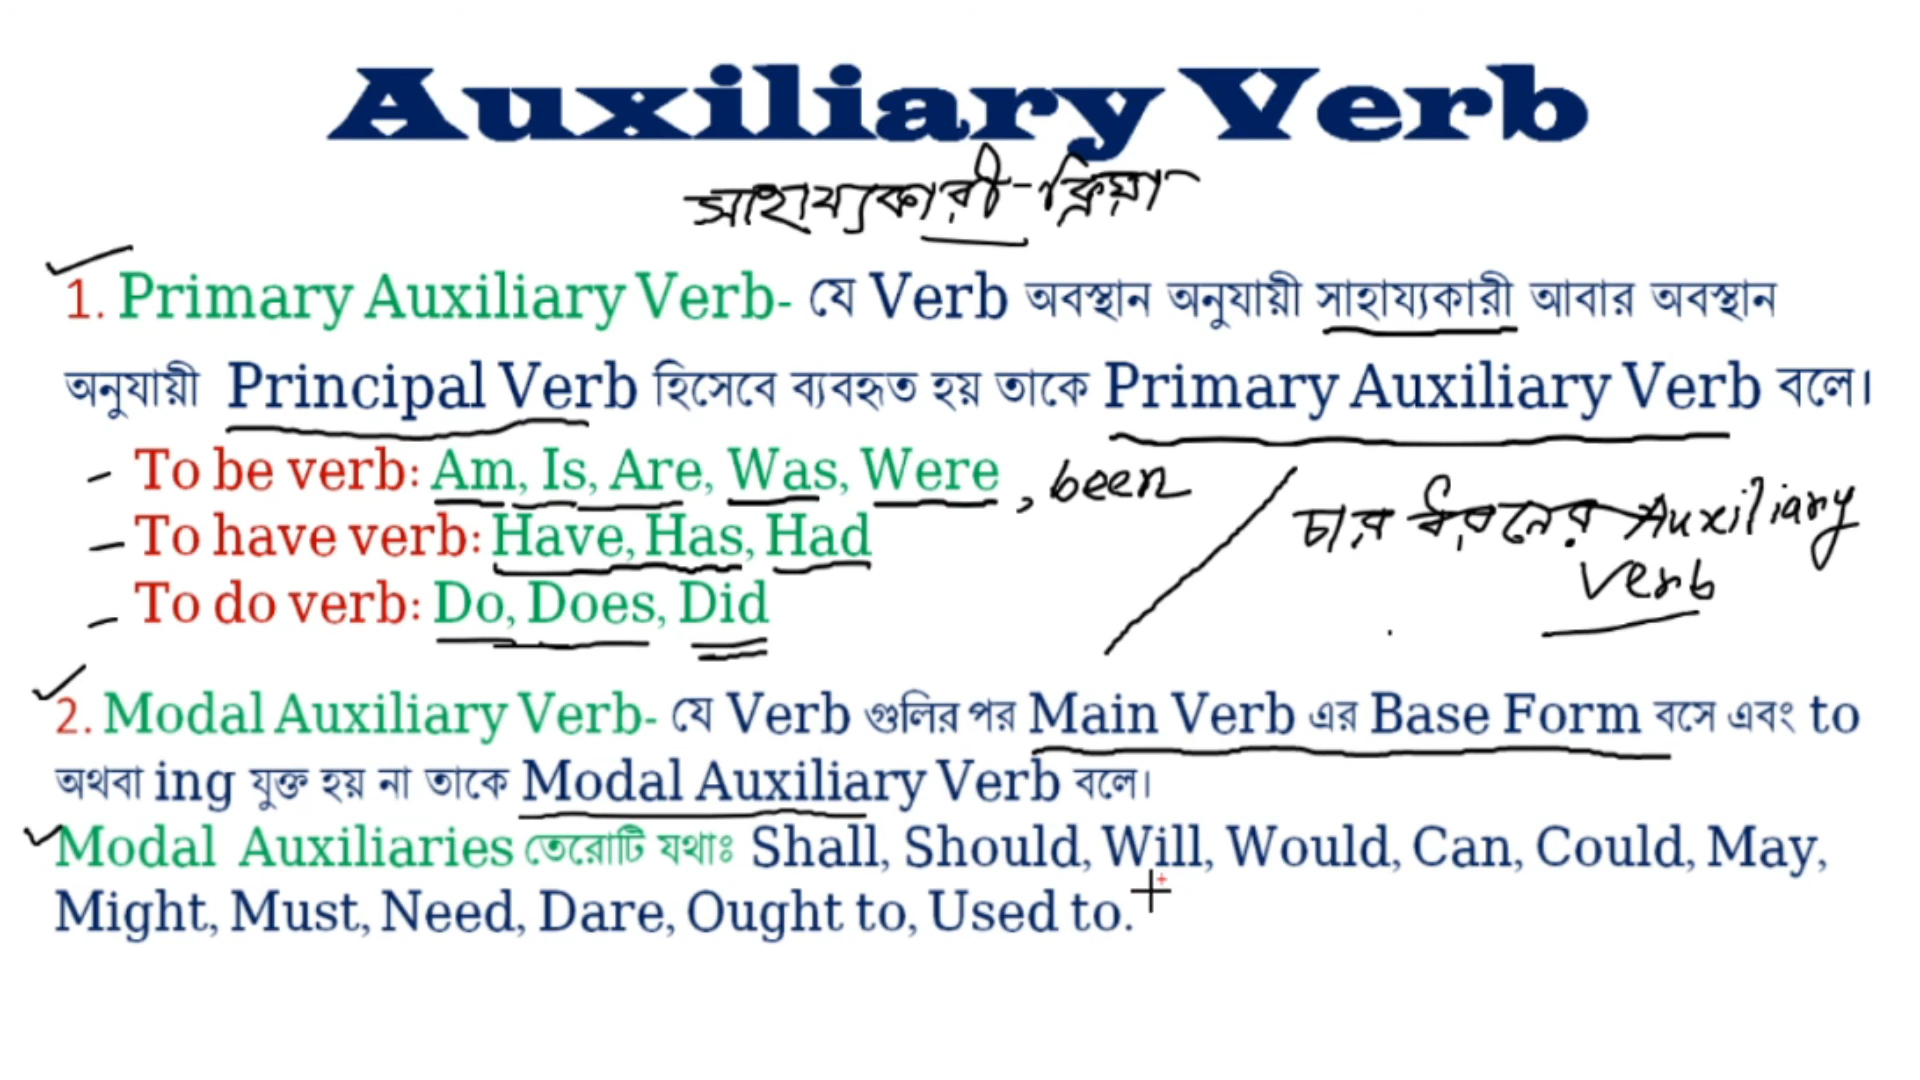 Auxiliary Verb
সাহায্যকারী-ক্রিয়া
1. Primary Auxiliary Verb- যে Verb অবস্থান অনুযায়ী সাহায্যকারী আবার অবস্থান
অনুযায়ী Principal Verb হিসেবে ব্যবহৃত হয় তাকে Primary Auxiliary Verb বলে।
To be verb: Am, Is, Are, Was, Were, been
To have verb: Have, Has, Had
To do verb: Do, Does, Did
চার ধরনের Auxiliary
Verb
2. Modal Auxiliary Verb- যে Verb গুলির পর Main Verb এর Base Form বসে এবং to
অথবা ing যুক্ত হয় না তাকে Modal Auxiliary Verb বলে।
Modal Auxiliaries তেরোটি যথাঃ Shall, Should, Will, Would, Can, Could, May,
Might, Must, Need, Dare, Ought to, Used to.